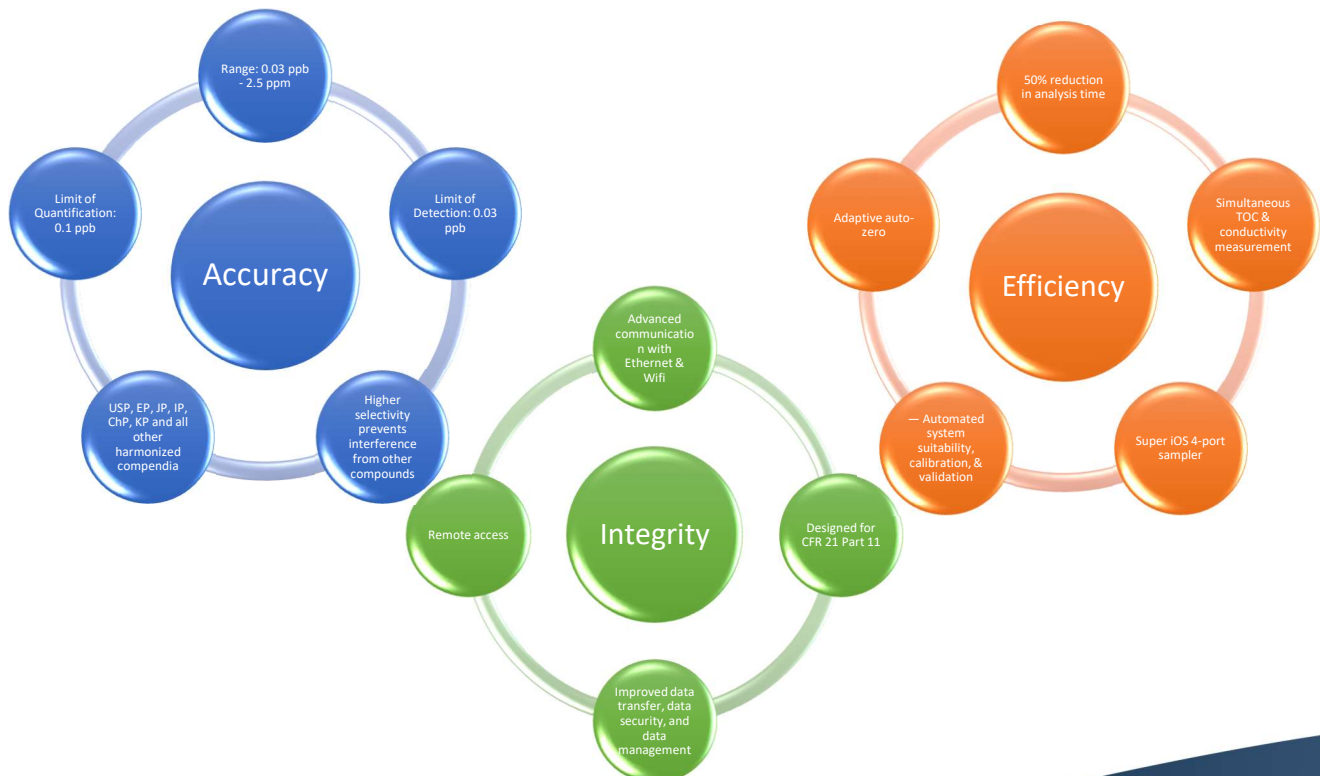 Range: 0.03 ppb
- 2.5 ppm
Limit of
Quantification:
0.1 ppb
Limit of
Detection: 0.03
ppb
Accuracy
USP, EP, JP, IP,
ChP, KP and all
other
harmonized
compendia
Higher
selectivity
prevents
interference
from other
compounds
Advanced
communicatio
n with
Ethernet &
Wifi
Remote access
Integrity
Designed for
CFR 21 Part 11
Improved data
transfer, data
security, and
data
management
50% reduction
in analysis time
Adaptive auto-
zero
Simultaneous
TOC &
conductivity
measurement
Efficiency
— Automated
system
suitability,
calibration, &
validation
Super iOS 4-port
sampler